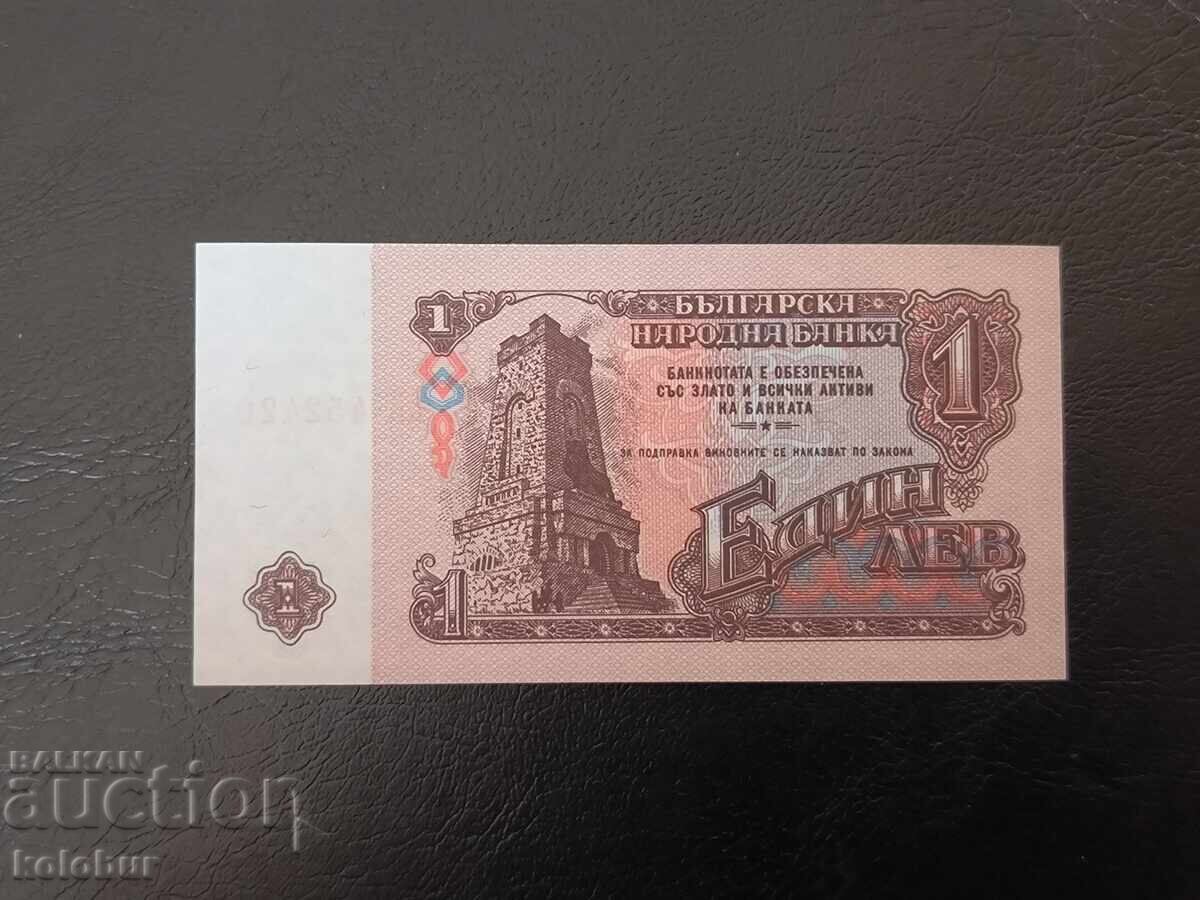 1
БЪЛГАРСКА
НАРОДНА БАНКА
1
БАНКНОТАТА Е ОБЕЗПЕЧЕНА
СЪС ЗЛАТО И ВСИЧКИ АКТИВИ
НА БАНКАТА
ЗА ПОДПРАВКА ВИНОВНИТЕ СЕ НАКАЗВАТ ПО ЗАКОНА
Един
ЛЕВ
1
1
BALKAN
auction
kolobur